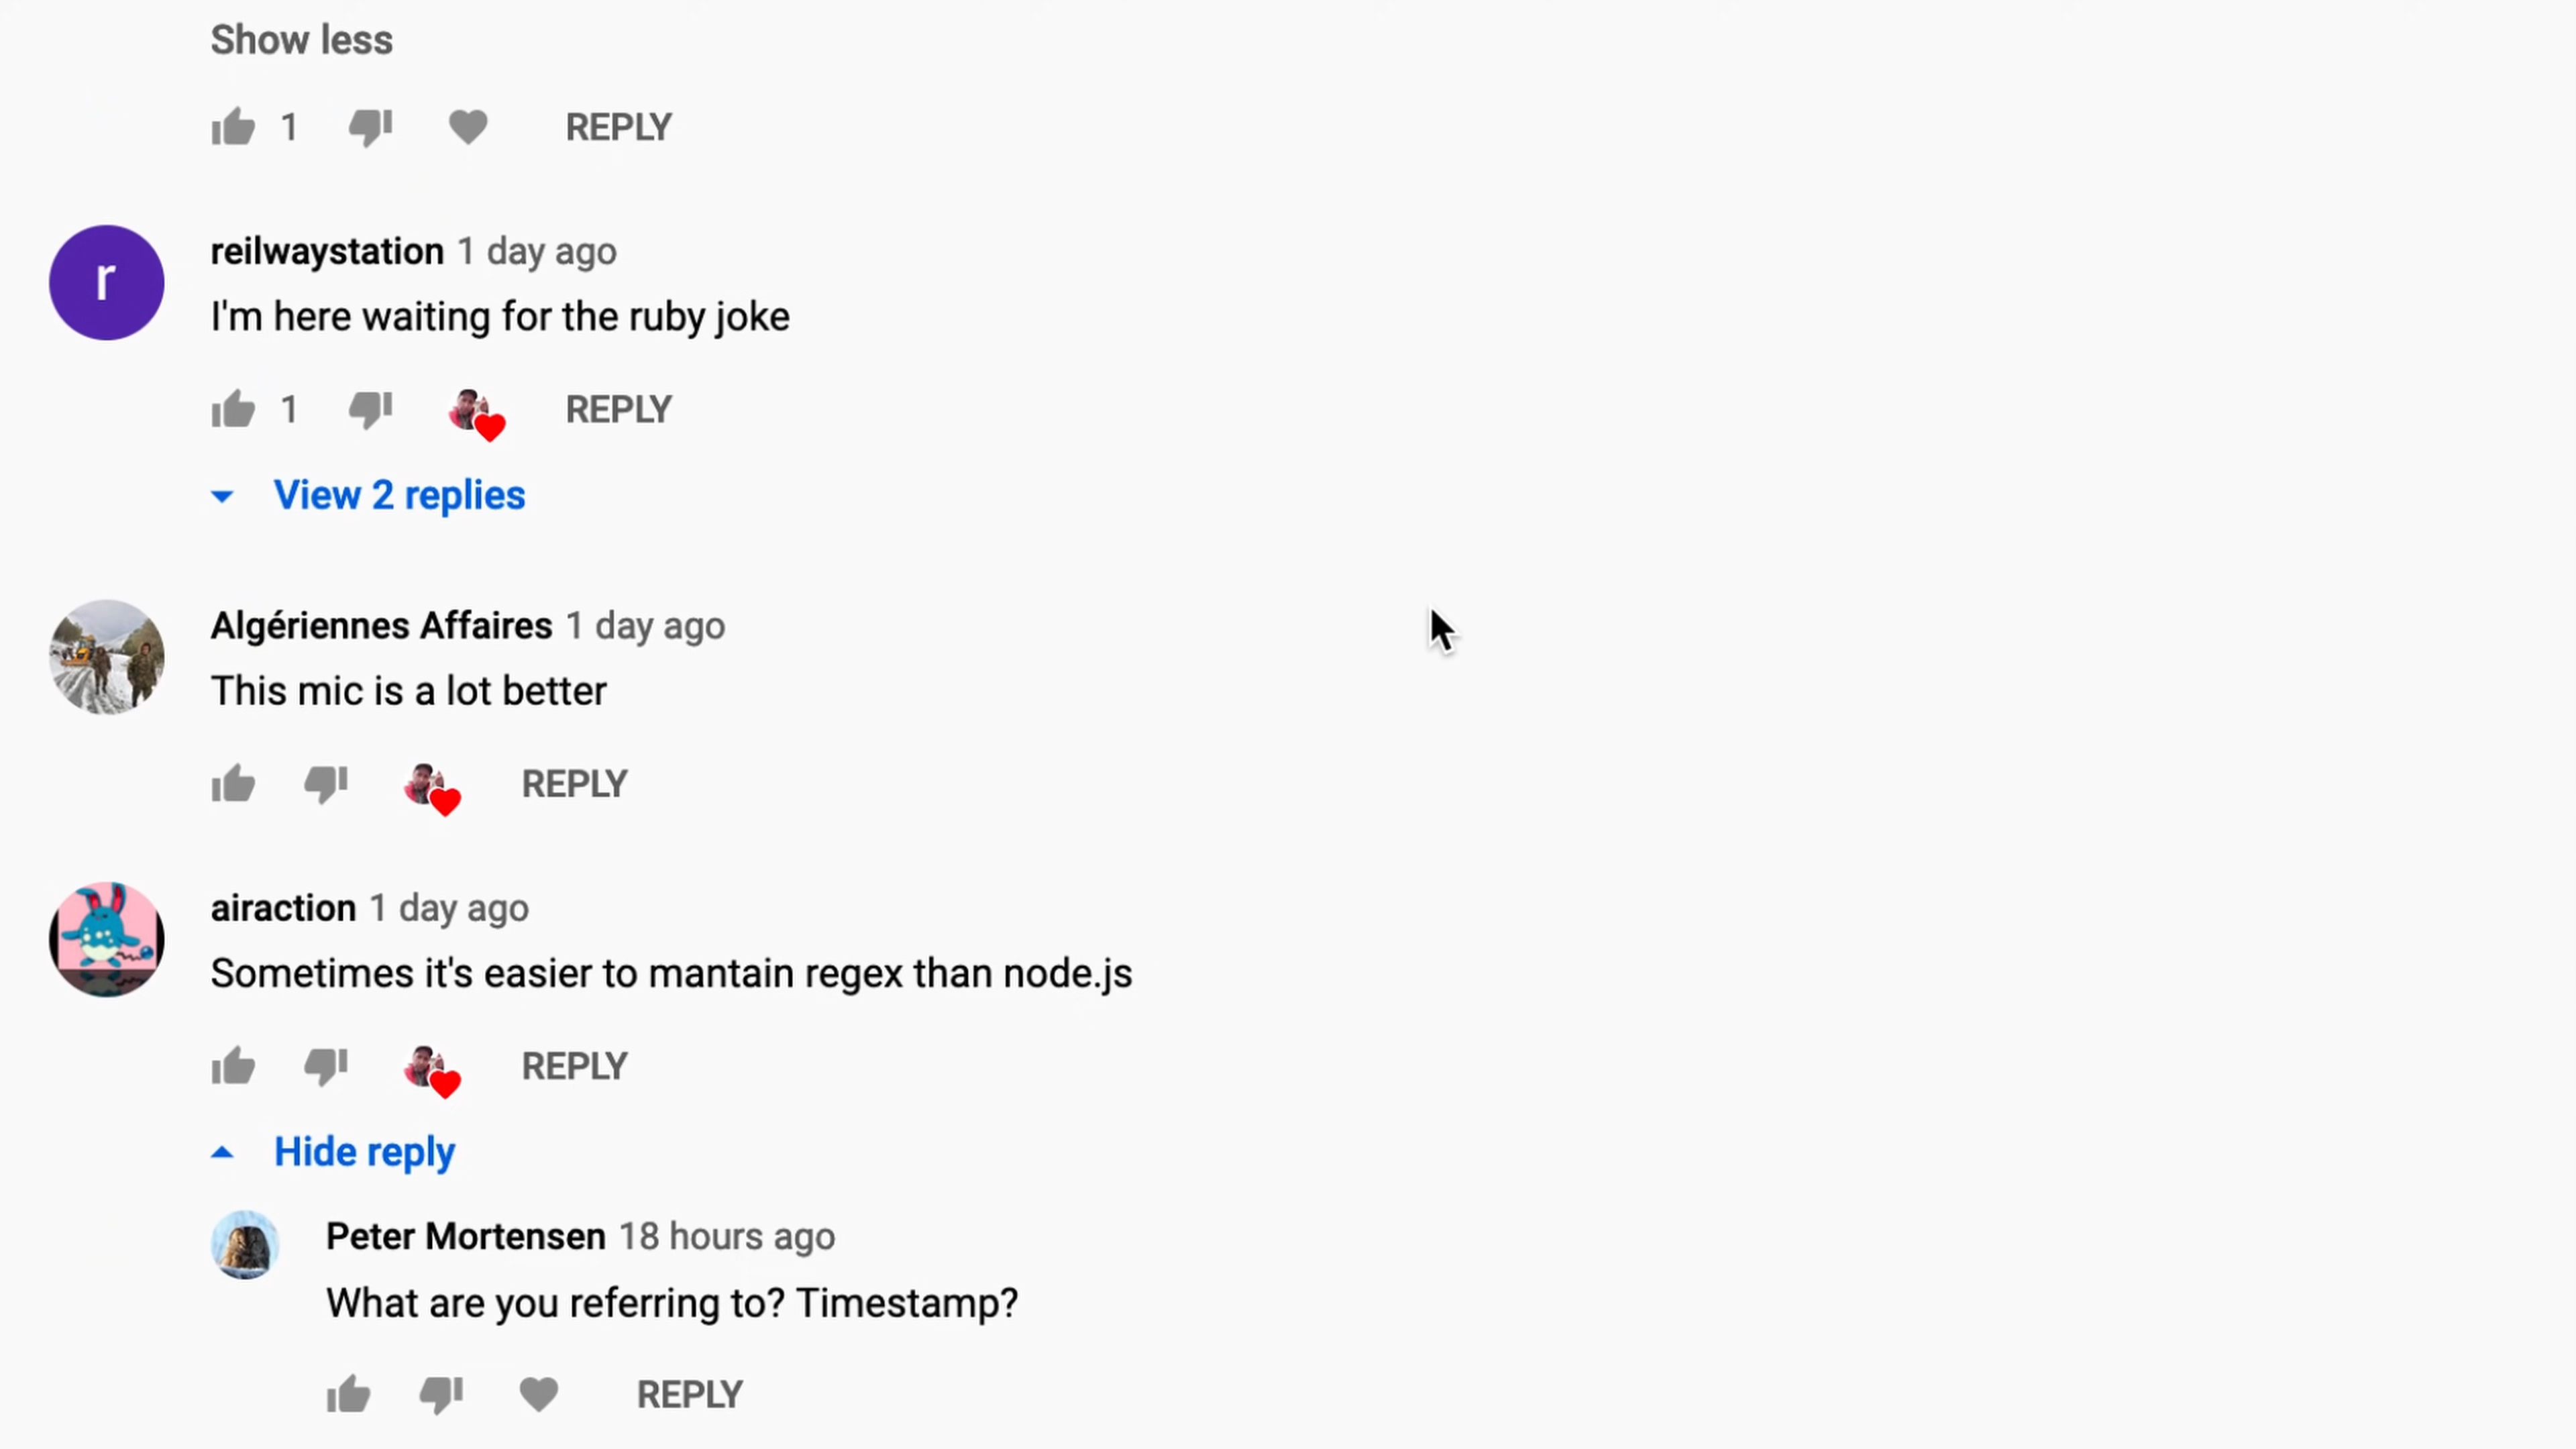 Show less
1 REPLY
r
reilwaystation 1 day ago
I'm here waiting for the ruby joke
1 REPLY
View 2 replies
Algériennes Affaires 1 day ago
This mic is a lot better
REPLY
airaction 1 day ago
Sometimes it's easier to mantain regex than node.js
REPLY
Hide reply
Peter Mortensen 18 hours ago
What are you referring to? Timestamp?
REPLY